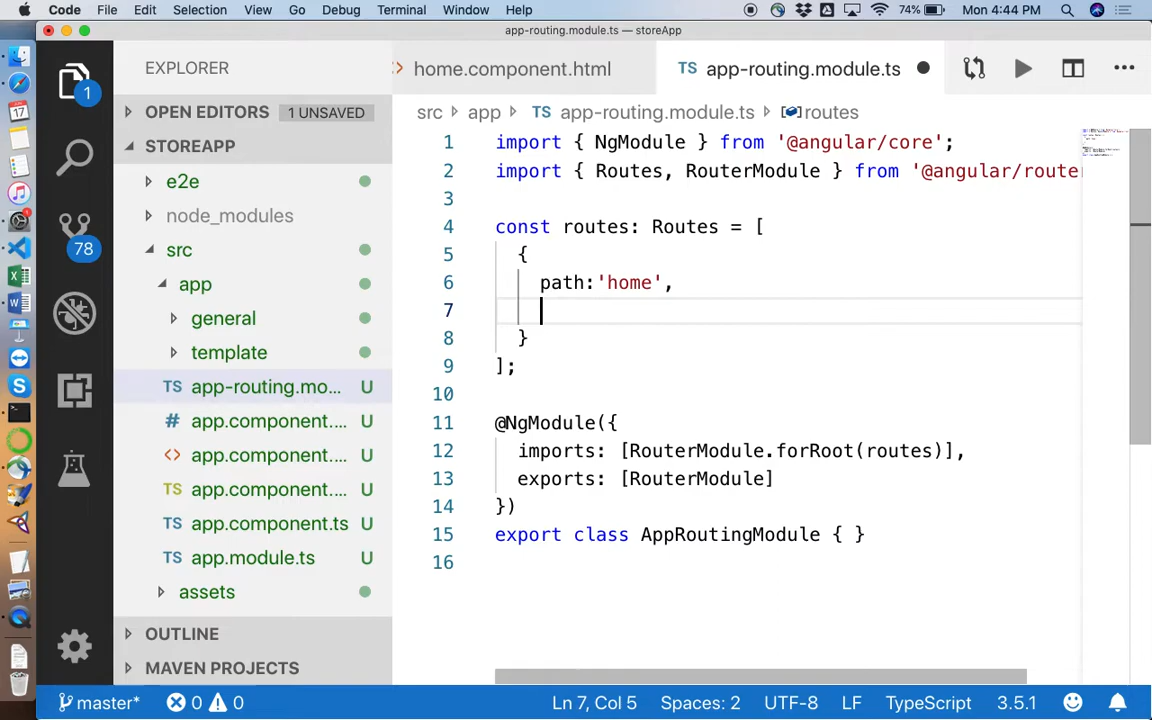 Code File Edit Selection View Go Debug Terminal Window Help 74% Mon 4:44 PM
app-routing.module.ts — storeApp
EXPLORER
home.component.html
TS app-routing.module.ts
1
OPEN EDITORS 1 UNSAVED
src app TS app-routing.module.ts routes
STOREAPP
e2e
node_modules
78
src
app
general
template
TS app-routing.mo... U
# app.component.... U
<> app.component.... U
TS app.component.... U
TS app.component.ts U
TS app.module.ts U
assets
OUTLINE
MAVEN PROJECTS
1 import { NgModule } from '@angular/core';
2 import { Routes, RouterModule } from '@angular/router
3
4 const routes: Routes = [
5 {
6 path:'home',
7
8 }
9 ];
10
11 @NgModule({
12 imports: [RouterModule.forRoot(routes)],
13 exports: [RouterModule]
14 })
15 export class AppRoutingModule { }
16
master* 0 0 Ln 7, Col 5 Spaces: 2 UTF-8 LF TypeScript 3.5.1